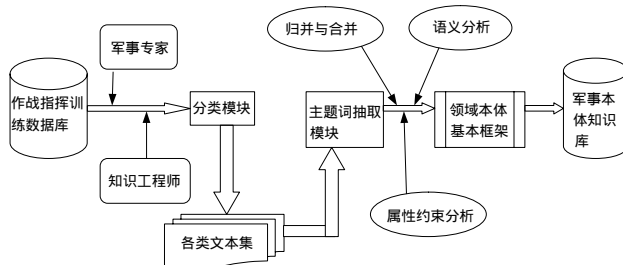 归并与合并
语义分析
军事专家
作战指挥训
练数据库
分类模块
主题词抽取
模块
领域本体
基本框架
军事本
体知识
库
知识工程师
属性约束分析
各类文本集